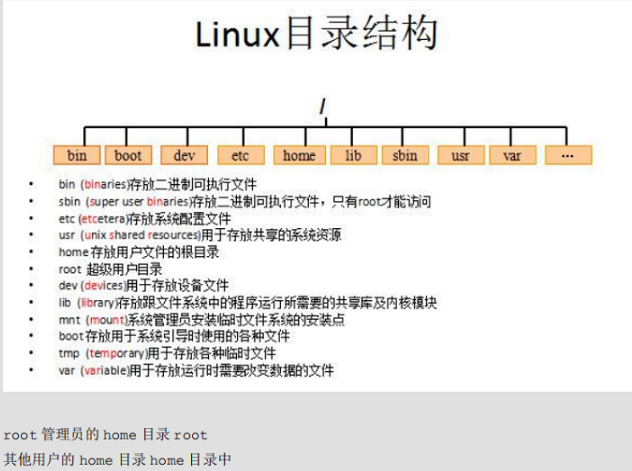 Linux目录结构
/
bin boot dev etc home lib sbin usr var ...
• bin (binaries)存放二进制可执行文件
• sbin (super user binaries)存放二进制可执行文件，只有root才能访问
• etc (etcetera)存放系统配置文件
• usr (unix shared resources)用于存放共享的系统资源
• home 存放用户文件的根目录
• root 超级用户目录
• dev (devices)用于存放设备文件
• lib (library)存放跟文件系统中的程序运行所需要的共享库及内核模块
• mnt (mount)系统管理员安装临时文件系统的安装点
• boot 存放用于系统引导时使用的各种文件
• tmp (temporary)用于存放各种临时文件
• var (variable)用于存放运行时需要改变数据的文件
root 管理员的 home 目录 root
其他用户的 home 目录 home 目录中